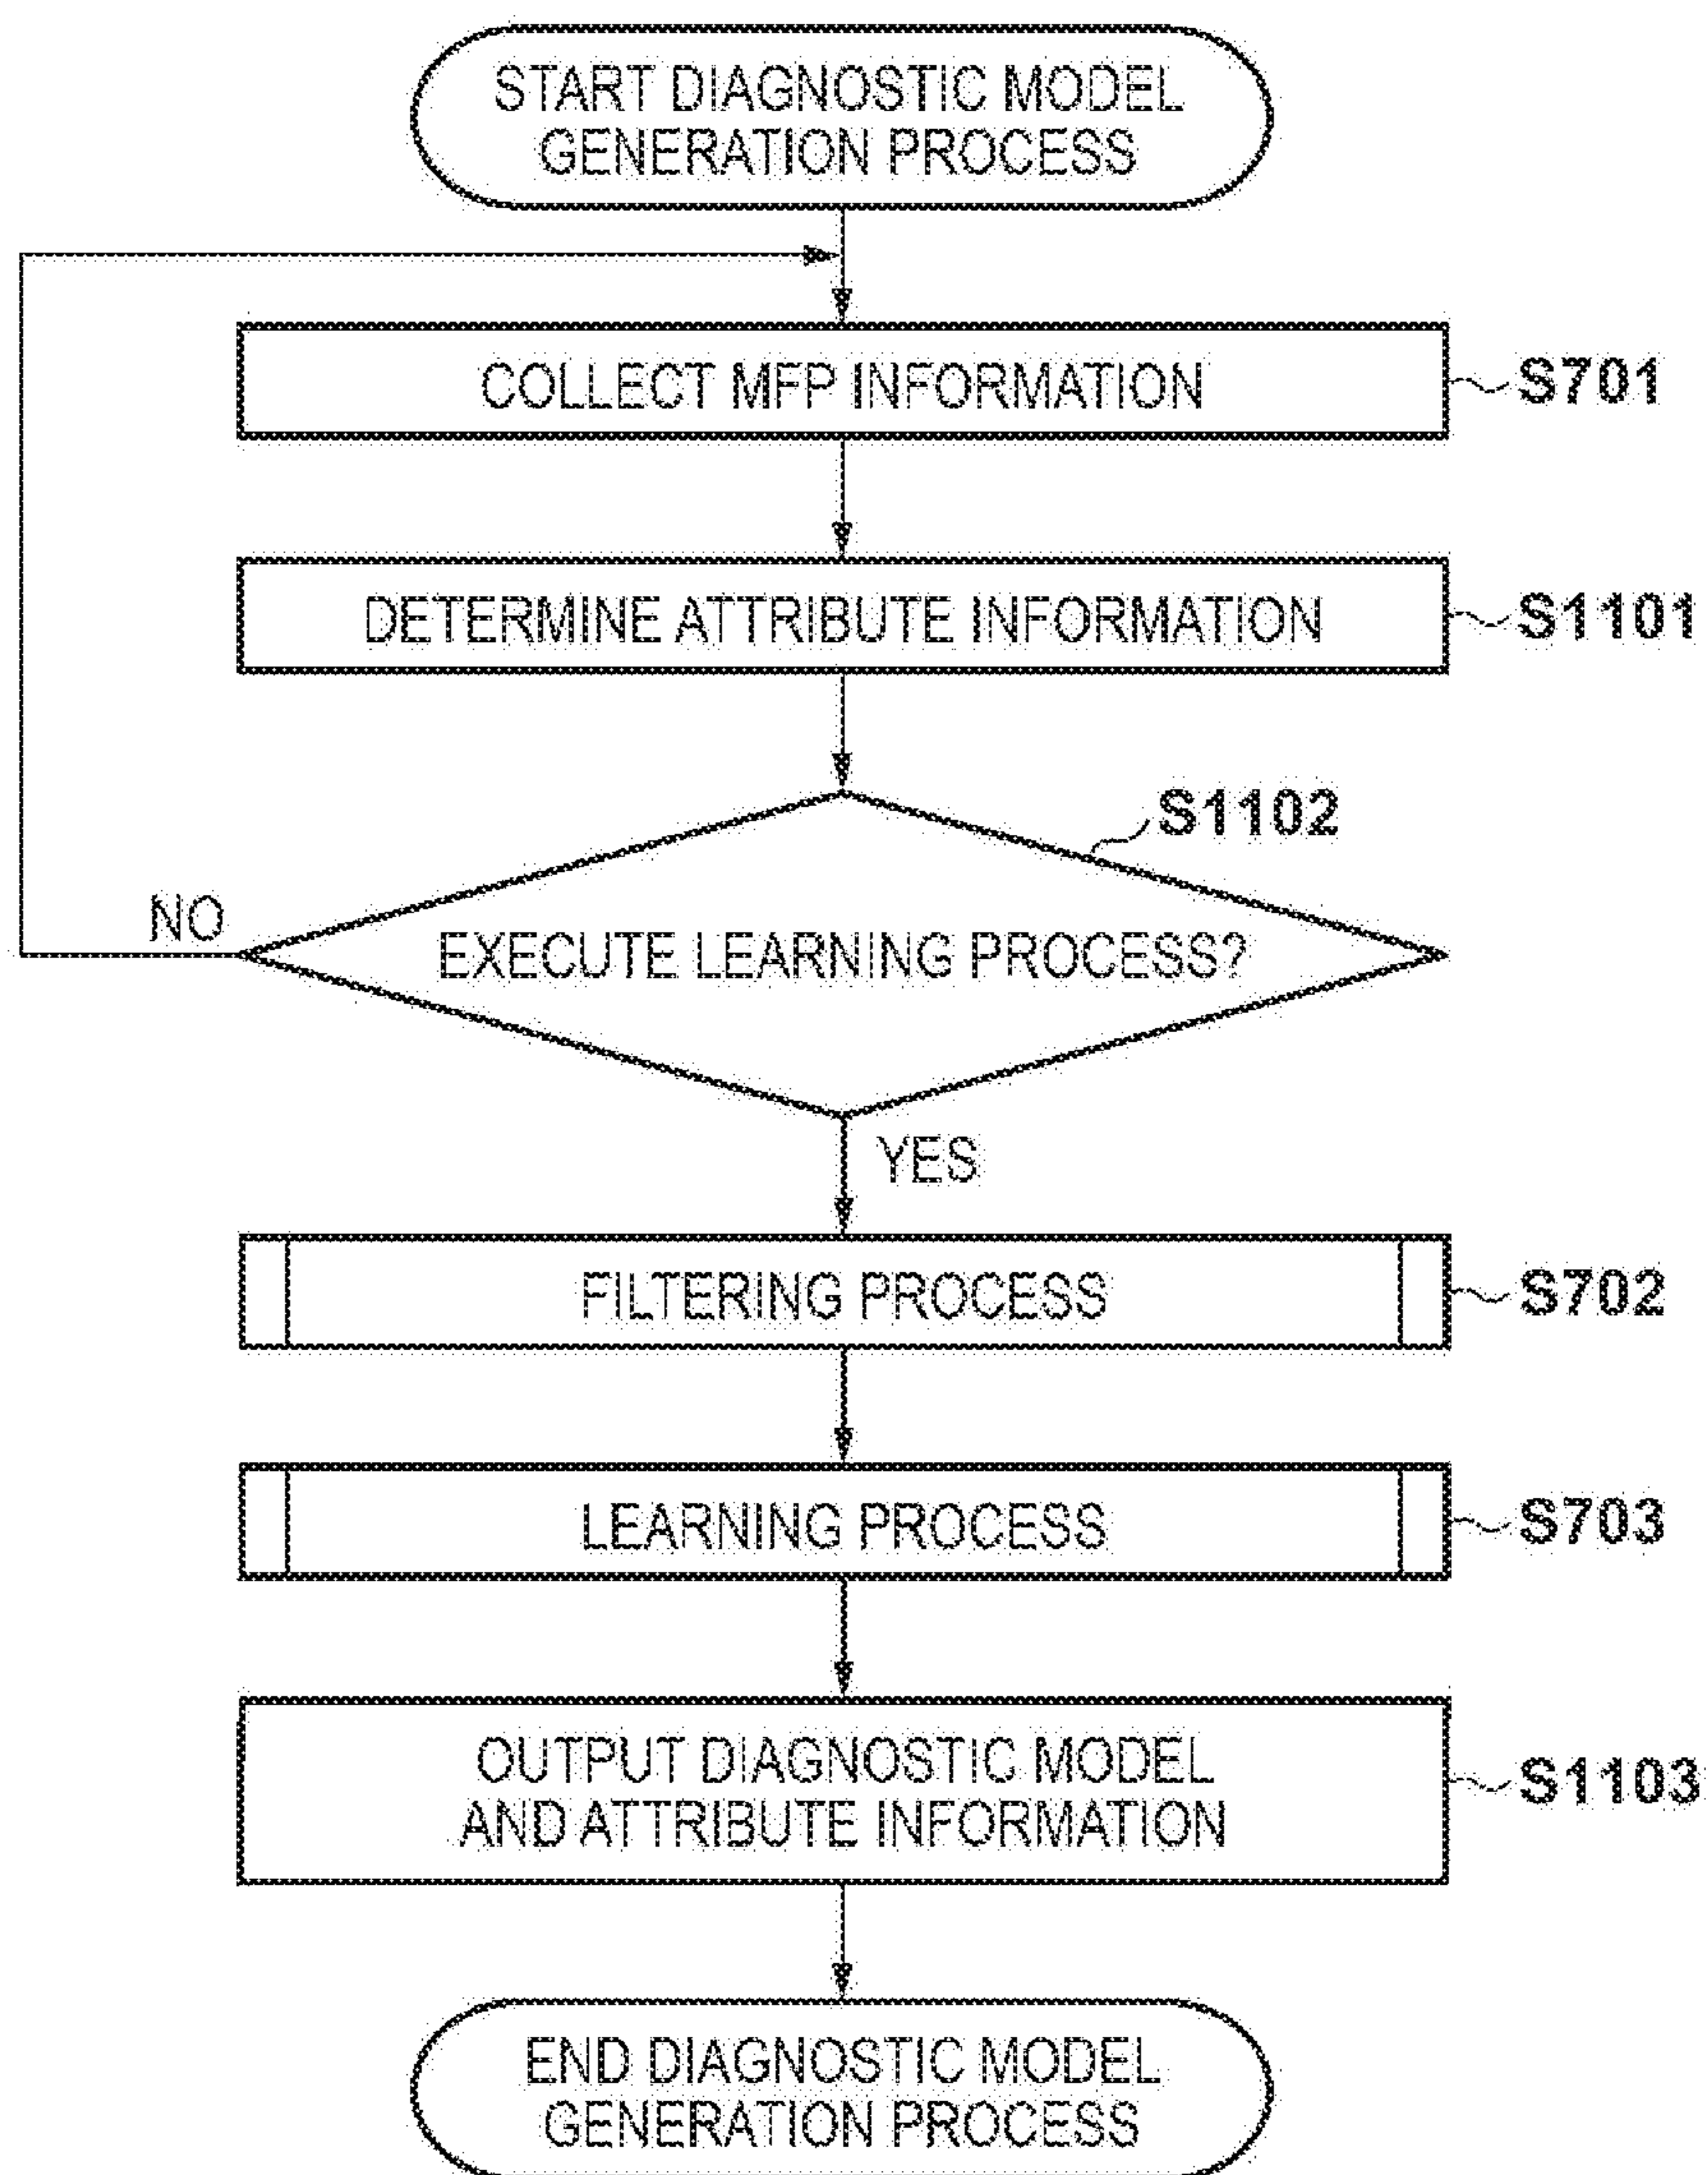 START DIAGNOSTIC MODEL
GENERATION PROCESS
COLLECT MFP INFORMATION
S701
DETERMINE ATTRIBUTE INFORMATION
S1101
S1102
NO
EXECUTE LEARNING PROCESS?
YES
FILTERING PROCESS
S702
LEARNING PROCESS
S703
OUTPUT DIAGNOSTIC MODEL
AND ATTRIBUTE INFORMATION
S1103
END DIAGNOSTIC MODEL
GENERATION PROCESS